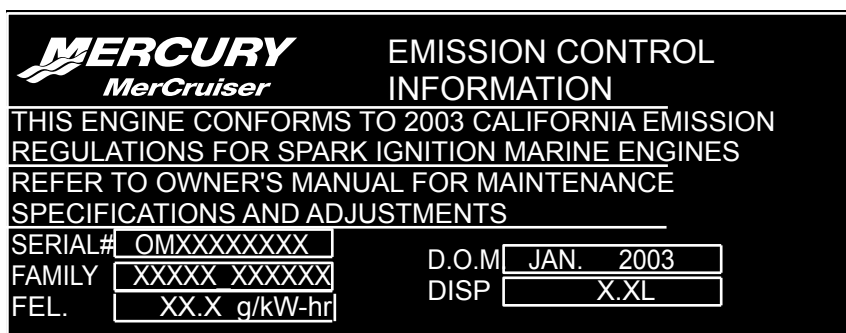 MERCURY
MerCruiser
EMISSION CONTROL
INFORMATION
THIS ENGINE CONFORMS TO 2003 CALIFORNIA EMISSION
REGULATIONS FOR SPARK IGNITION MARINE ENGINES
REFER TO OWNER'S MANUAL FOR MAINTENANCE
SPECIFICATIONS AND ADJUSTMENTS
SERIAL# OMXXXXXXXX
FAMILY XXXXX_XXXXXX
FEL. XX.X g/kW-hr
D.O.M JAN. 2003
DISP X.XL